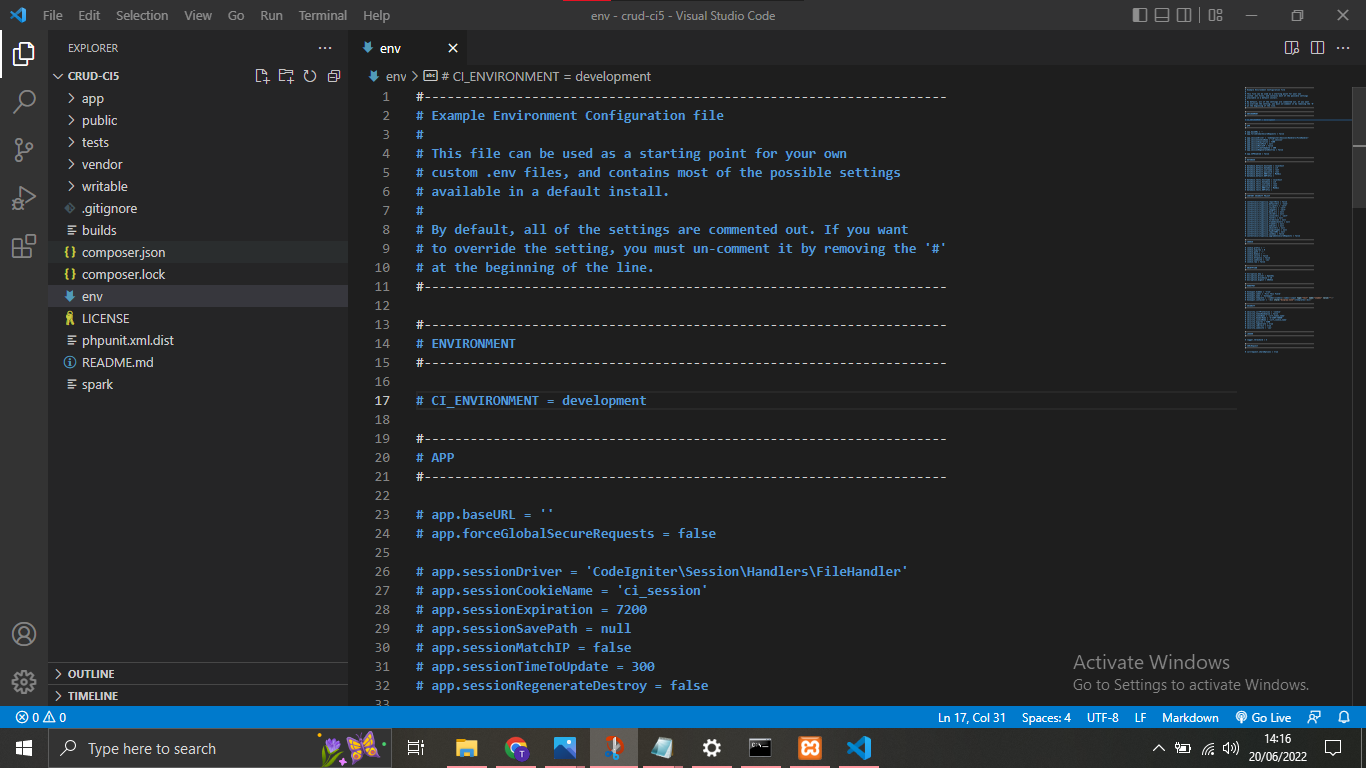 File Edit Selection View Go Run Terminal Help
env - crud-ci5 - Visual Studio Code
EXPLORER
CRUD-CI5
app
public
tests
vendor
writable
.gitignore
builds
composer.json
composer.lock
env
LICENSE
phpunit.xml.dist
README.md
spark
OUTLINE
TIMELINE
env
env > # CI_ENVIRONMENT = development
1 #--------------------------------------------------------------------
2 # Example Environment Configuration file
3 #
4 # This file can be used as a starting point for your own
5 # custom .env files, and contains most of the possible settings
6 # available in a default install.
7 #
8 # By default, all of the settings are commented out. If you want
9 # to override the setting, you must un-comment it by removing the '#'
10 # at the beginning of the line.
11 #--------------------------------------------------------------------
12
13 #--------------------------------------------------------------------
14 # ENVIRONMENT
15 #--------------------------------------------------------------------
16
17 # CI_ENVIRONMENT = development
18
19 #--------------------------------------------------------------------
20 # APP
21 #--------------------------------------------------------------------
22
23 # app.baseURL = ''
24 # app.forceGlobalSecureRequests = false
25
26 # app.sessionDriver = 'CodeIgniter\Session\Handlers\FileHandler'
27 # app.sessionCookieName = 'ci_session'
28 # app.sessionExpiration = 7200
29 # app.sessionSavePath = null
30 # app.sessionMatchIP = false
31 # app.sessionTimeToUpdate = 300
32 # app.sessionRegenerateDestroy = false
33
Activate Windows
Go to Settings to activate Windows.
0 0
Ln 17, Col 31 Spaces: 4 UTF-8 LF Markdown Go Live
Type here to search
14:16
20/06/2022